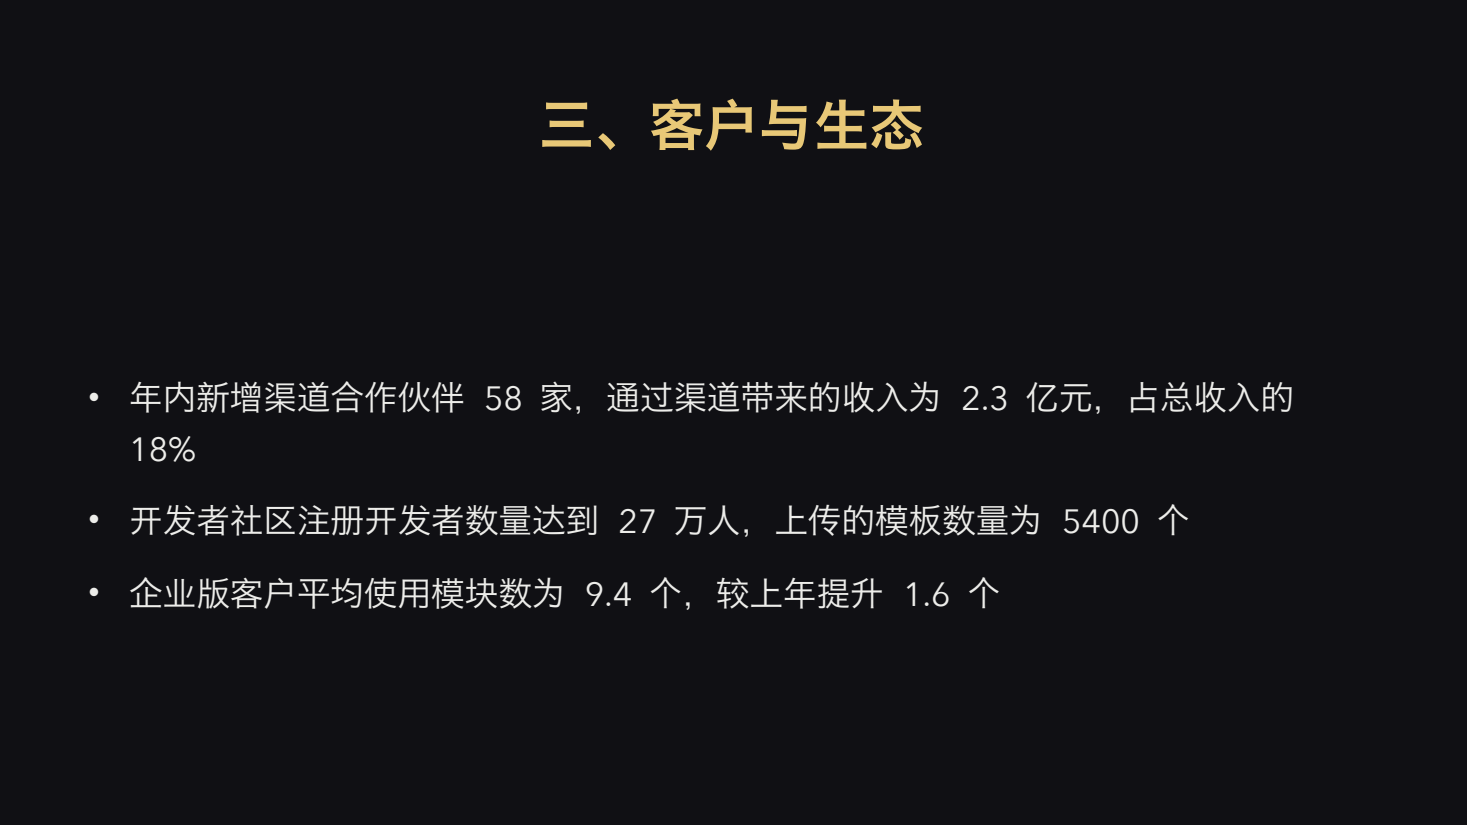 三、客户与生态
• 年内新增渠道合作伙伴 58 家，通过渠道带来的收入为 2.3 亿元，占总收入的
18%
• 开发者社区注册开发者数量达到 27 万人，上传的模板数量为 5400 个
• 企业版客户平均使用模块数为 9.4 个，较上年提升 1.6 个